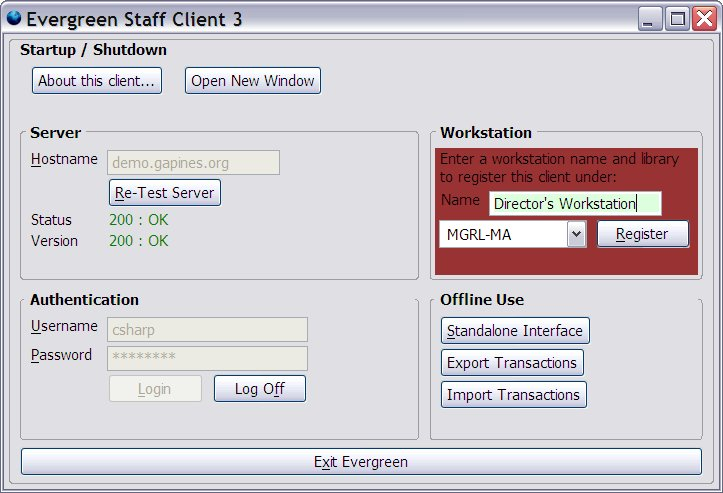 Evergreen Staff Client 3
Startup / Shutdown
About this client...
Open New Window
Server
Hostname
demo.gapines.org
Re-Test Server
Status
200 : OK
Version
200 : OK
Workstation
Enter a workstation name and library
to register this client under:
Name
Director's Workstation
MGRL-MA
Register
Authentication
Username
csharp
Password
********
Login
Log Off
Offline Use
Standalone Interface
Export Transactions
Import Transactions
Exit Evergreen